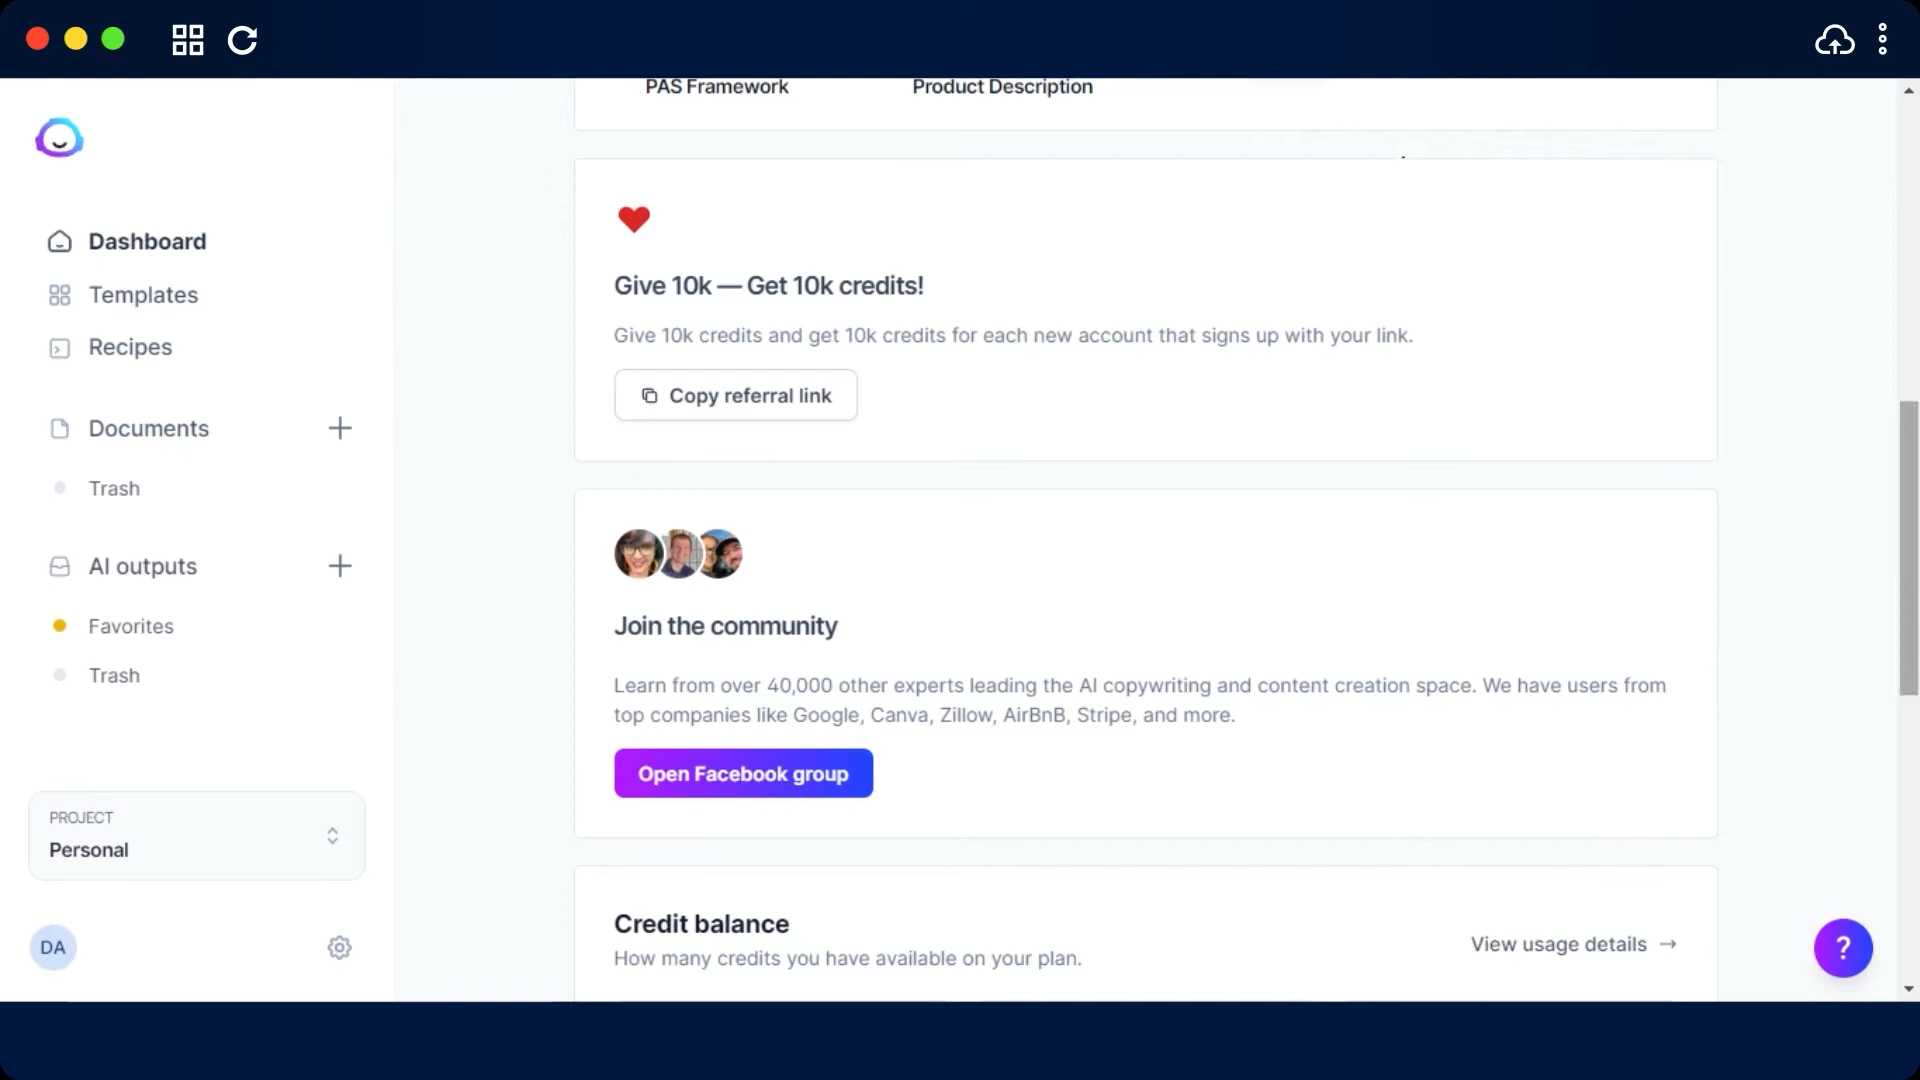 PAS Framework
Product Description
Dashboard
Templates
Recipes
Documents
Trash
AI outputs
Favorites
Trash
PROJECT
Personal
DA
Give 10k — Get 10k credits!
Give 10k credits and get 10k credits for each new account that signs up with your link.
Copy referral link
Join the community
Learn from over 40,000 other experts leading the AI copywriting and content creation space. We have users from
top companies like Google, Canva, Zillow, AirBnB, Stripe, and more.
Open Facebook group
Credit balance
How many credits you have available on your plan.
View usage details →
?